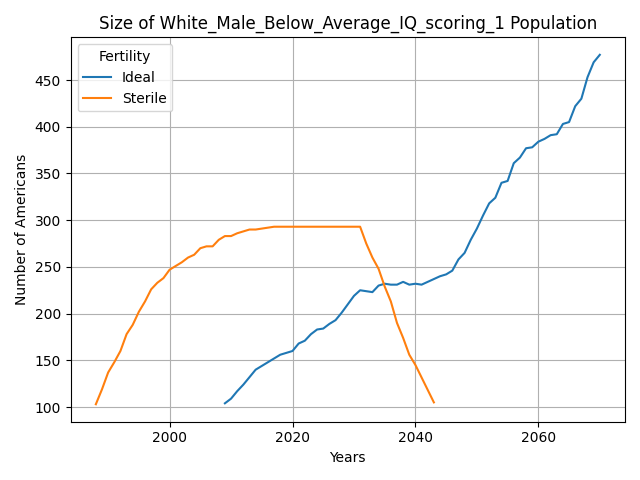 Size of White_Male_Below_Average_IQ_scoring_1 Population
Fertility
Ideal
Sterile
Number of Americans
450
400
350
300
250
200
150
100
2000
2020
2040
2060
Years